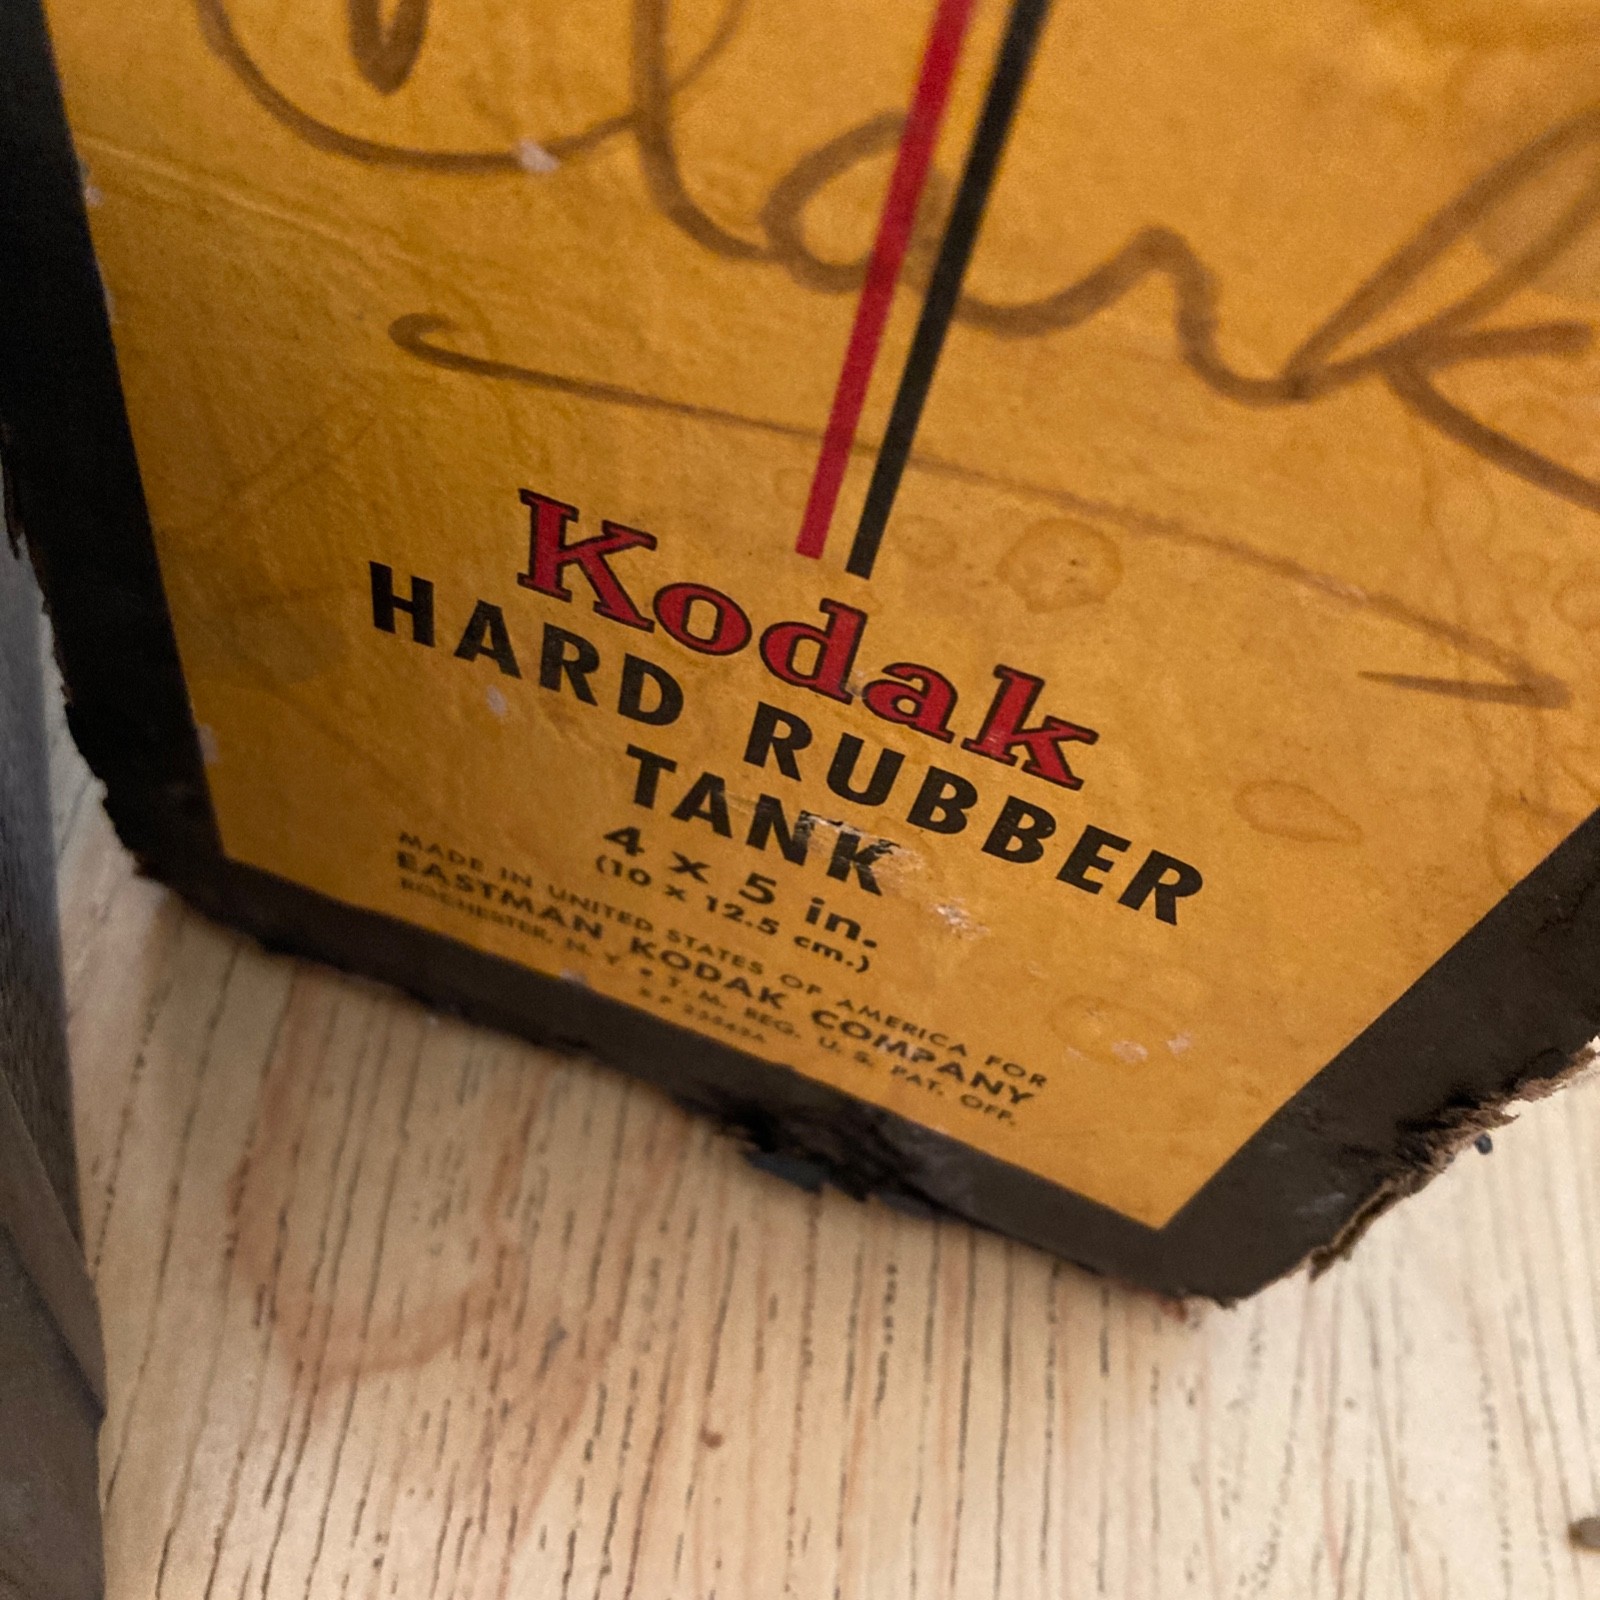 Clark
Kodak
HARD RUBBER
TANK
4 x 5 in.
(10 x 12.5 cm.)
MADE IN UNITED STATES OF AMERICA FOR
EASTMAN KODAK COMPANY
ROCHESTER, N. Y. • T. M. REG. U. S. PAT. OFF.